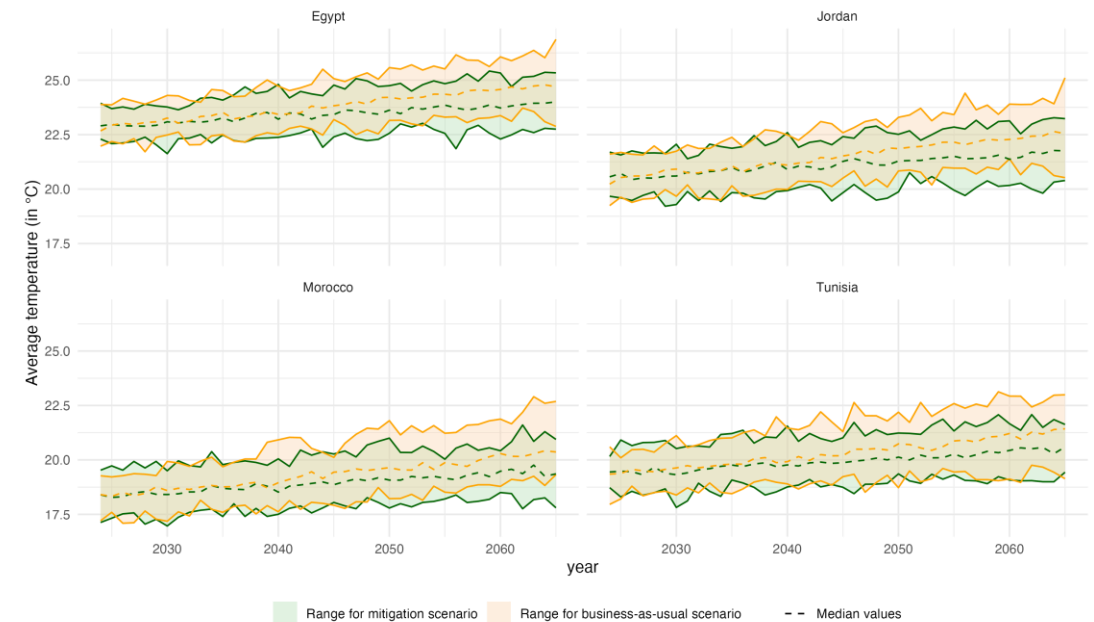 Egypt
Jordan
25.0
22.5
20.0
17.5
Morocco
Tunisia
25.0
22.5
20.0
17.5
Average temperature (in °C)
2030
2040
2050
2060
2030
2040
2050
2060
year
Range for mitigation scenario
Range for business-as-usual scenario
Median values